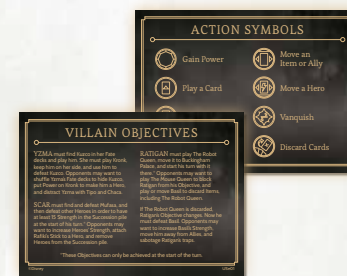 ACTION SYMBOLS
Gain Power
Move an
Item or Ally
Play a Card
Move a Hero
Vanquish
Discard Cards
VILLAIN OBJECTIVES
YZMA must find Kuzco in her Fate
decks and play him. She must play Kronk,
keep him on her side, and use him to
defeat Kuzco. Opponents may want to
shuffle Yzma's Fate decks to hide Kuzco,
put Power on Kronk to make him a Hero,
and distract Yzma with Tipo and Chaca.
SCAR must find and defeat Mufasa, and
then defeat other Heroes in order to have
at least 15 Strength in the Succession pile
at the start of his turn.* Opponents may
want to increase Heroes' Strength, attach
Rafiki's Stick to a Hero, and remove
Heroes from the Succession pile.
RATIGAN must play The Robot
Queen, move it to Buckingham
Palace, and start his turn with it
there.* Opponents may want to
play The Mouse Queen to block
Ratigan from his Objective, and
play or move Basil to discard Items,
including The Robot Queen.
If The Robot Queen is discarded,
Ratigan's Objective changes. Now he
must defeat Basil. Opponents may
want to increase Basil's Strength,
move him away from Allies, and
sabotage Ratigan's traps.
*These Objectives can only be achieved at the start of the turn.
©Disney